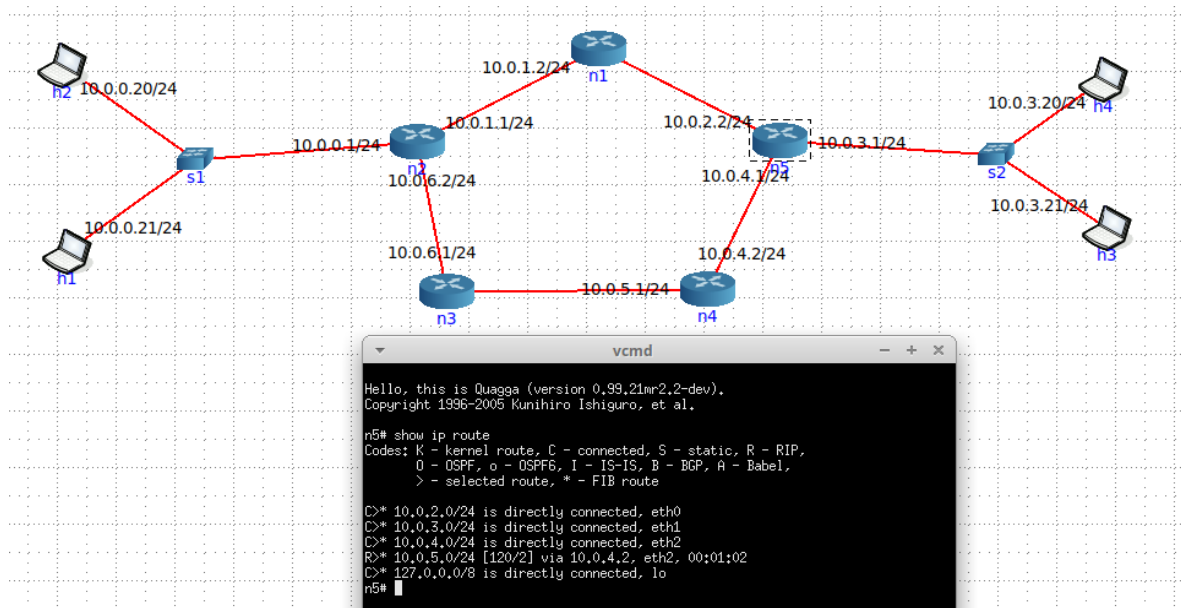 n1
10.0.1.2/24
h2
10.0.0.20/24
10.0.3.20/24
h4
10.0.1.1/24
10.0.2.2/24
10.0.0.1/24
n2
n5
10.0.3.1/24
s1
s2
10.0.6.2/24
10.0.4.1/24
10.0.0.21/24
10.0.3.21/24
h1
h3
10.0.6.1/24
10.0.4.2/24
10.0.5.1/24
n3
n4
vcmd
Hello, this is Quagga (version 0.99.21mr2.2-dev).
Copyright 1996-2005 Kunihiro Ishiguro, et al.
n5# show ip route
Codes: K - kernel route, C - connected, S - static, R - RIP,
O - OSPF, o - OSPF6, I - IS-IS, B - BGP, A - Babel,
> - selected route, * - FIB route
C>* 10.0.2.0/24 is directly connected, eth0
C>* 10.0.3.0/24 is directly connected, eth1
C>* 10.0.4.0/24 is directly connected, eth2
R>* 10.0.5.0/24 [120/2] via 10.0.4.2, eth2, 00:01:02
C>* 127.0.0.0/8 is directly connected, lo
n5#